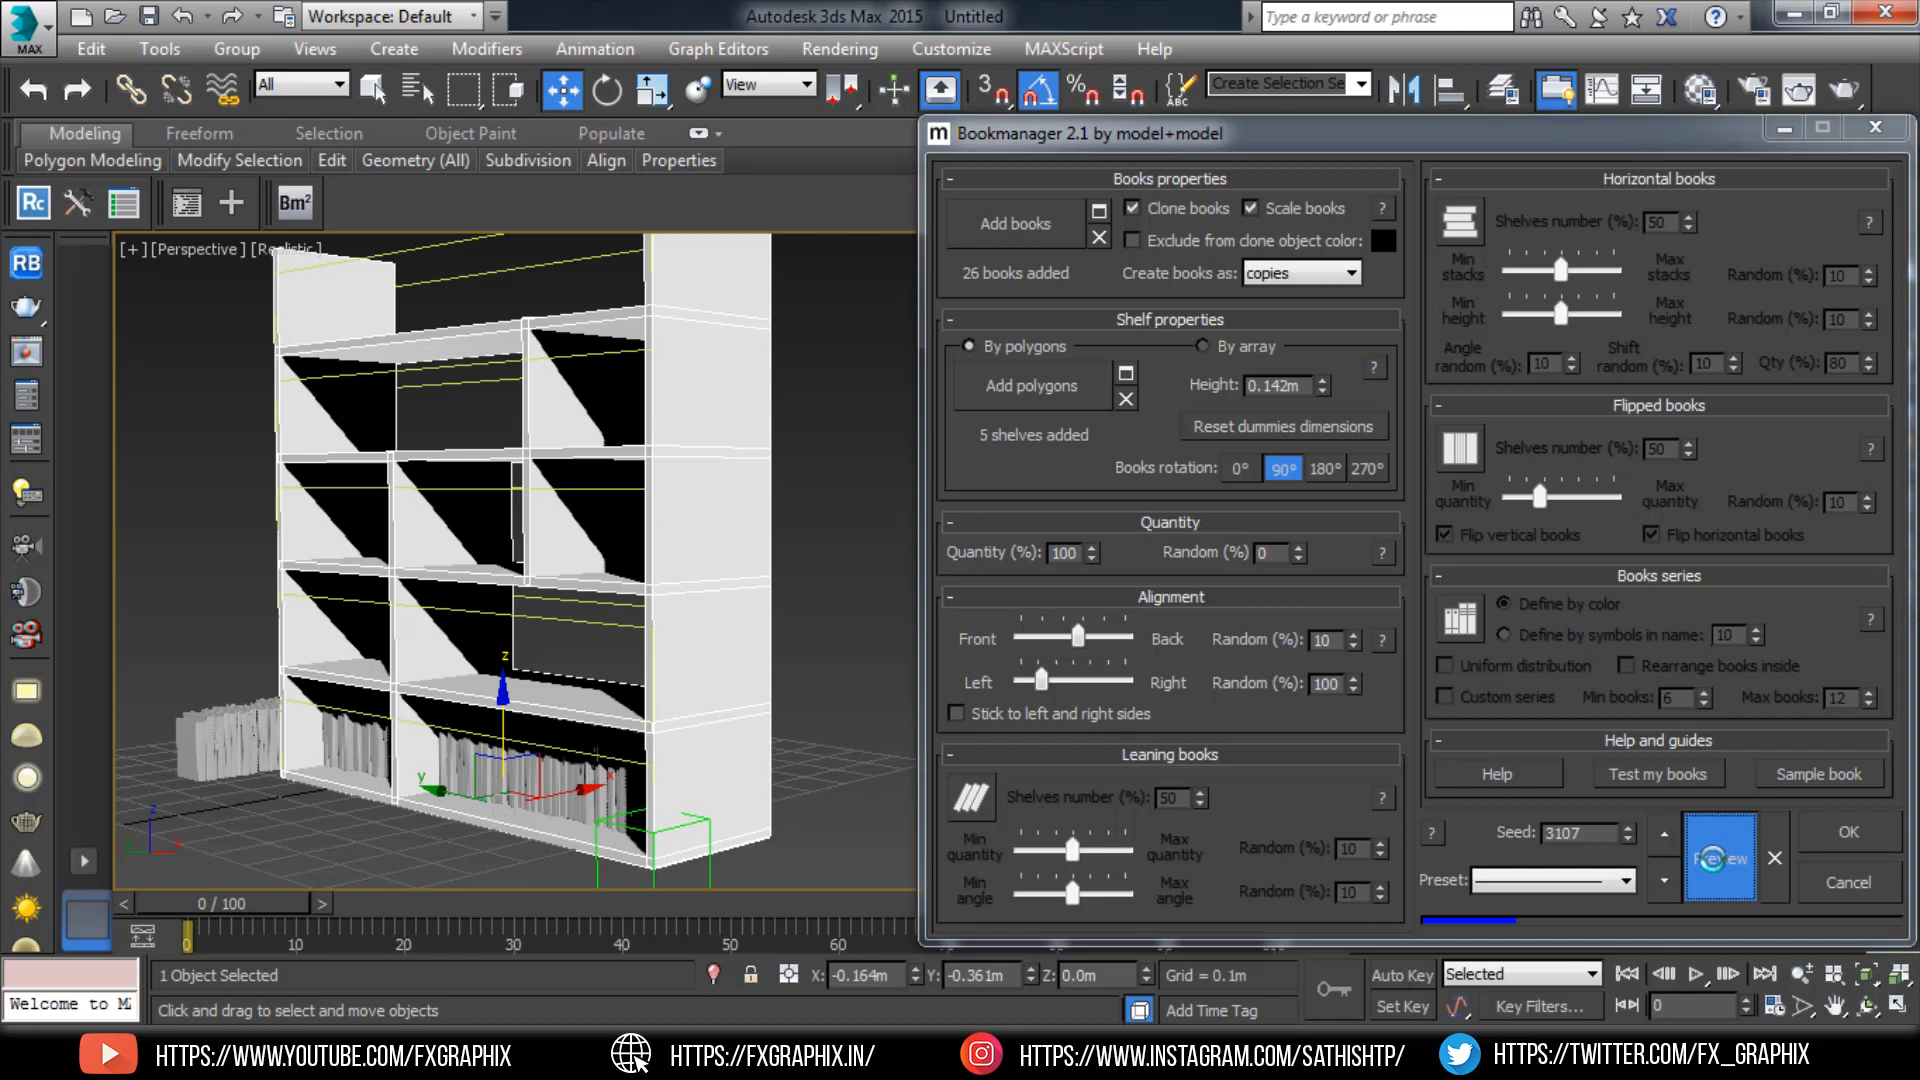 Workspace: Default
Autodesk 3ds Max 2015    Untitled
Type a keyword or phrase
MAX
Edit Tools Group Views Create Modifiers Animation Graph Editors Rendering Customize MAXScript Help
All
View
3
%
ABC
Create Selection Se
Modeling Freeform Selection Object Paint Populate
Polygon Modeling Modify Selection Edit Geometry (All) Subdivision Align Properties
Rc
Bm²
RB
[+][Perspective][Realistic]
z
y
x
z
x
m Bookmanager 2.1 by model+model
Books properties
Add books
Clone books Scale books ?
Exclude from clone object color:
26 books added Create books as: copies
Shelf properties
By polygons By array
Add polygons Height: 0.142m ?
5 shelves added Reset dummies dimensions
Books rotation: 0° 90° 180° 270°
Quantity
Quantity (%): 100 Random (%) 0 ?
Alignment
Front Back Random (%): 10 ?
Left Right Random (%): 100
Stick to left and right sides
Leaning books
Shelves number (%): 50 ?
Min quantity Max quantity Random (%): 10
Min angle Max angle Random (%): 10
Horizontal books
Shelves number (%): 50 ?
Min stacks Max stacks Random (%): 10
Min height Max height Random (%): 10
Angle random (%): 10 Shift random (%): 10 Qty (%): 80
Flipped books
Shelves number (%): 50 ?
Min quantity Max quantity Random (%): 10
Flip vertical books Flip horizontal books
Books series
Define by color ?
Define by symbols in name: 10
Uniform distribution Rearrange books inside
Custom series Min books: 6 Max books: 12
Help and guides
Help Test my books Sample book
? Seed: 3107 Preview OK
Preset: Cancel
< 0 / 100 >
0 10 20 30 40 50 60
1 Object Selected X: -0.164m Y: -0.361m Z: 0.0m Grid = 0.1m Auto Key Selected
Welcome to M Click and drag to select and move objects Add Time Tag Set Key Key Filters... 0
HTTPS://WWW.YOUTUBE.COM/FXGRAPHIX HTTPS://FXGRAPHIX.IN/ HTTPS://WWW.INSTAGRAM.COM/SATHISHTP/ HTTPS://TWITTER.COM/FX_GRAPHIX